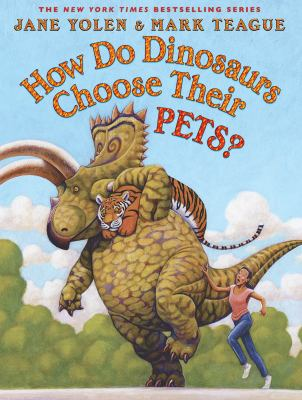 THE NEW YORK TIMES BESTSELLING SERIES
JANE YOLEN & MARK TEAGUE
How Do Dinosaurs
Choose Their
PETS?